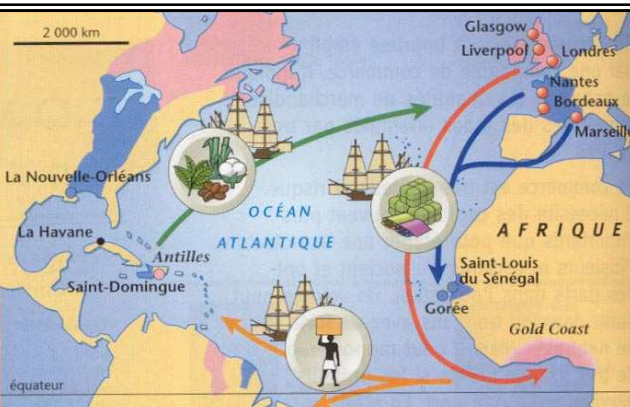 2 000 km
Glasgow
Liverpool
Londres
Nantes
Bordeaux
Marseille
La Nouvelle-Orléans
OCÉAN
ATLANTIQUE
AFRIQUE
La Havane
Antilles
Saint-Domingue
Saint-Louis
du Sénégal
Gorée
Gold Coast
équateur